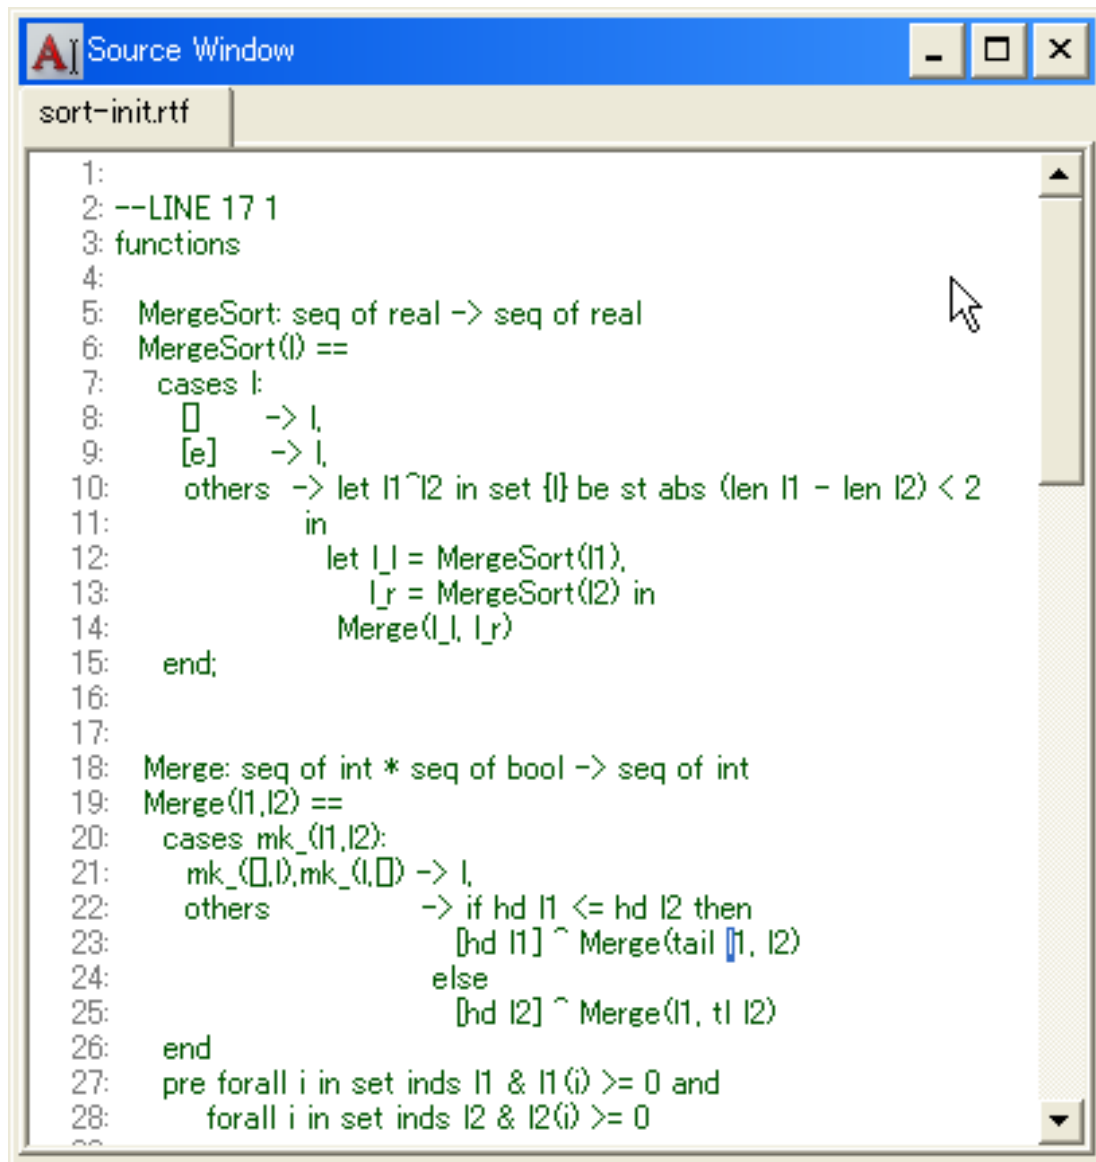 Source Window
sort-init.rtf
1:
2: --LINE 17 1
3: functions
4:
5: MergeSort: seq of real -> seq of real
6: MergeSort(l) ==
7: cases l:
8: [] -> l,
9: [e] -> l,
10: others -> let l1^l2 in set {l} be st abs (len l1 - len l2) < 2
11: in
12: let l_l = MergeSort(l1),
13: l_r = MergeSort(l2) in
14: Merge(l_l, l_r)
15: end;
16:
17:
18: Merge: seq of int * seq of bool -> seq of int
19: Merge(l1,l2) ==
20: cases mk_(l1,l2):
21: mk_([],l),mk_(l,[]) -> l,
22: others -> if hd l1 <= hd l2 then
23: [hd l1] ^ Merge(tail l1, l2)
24: else
25: [hd l2] ^ Merge(l1, tl l2)
26: end
27: pre forall i in set inds l1 & l1(i) >= 0 and
28: forall i in set inds l2 & l2(i) >= 0